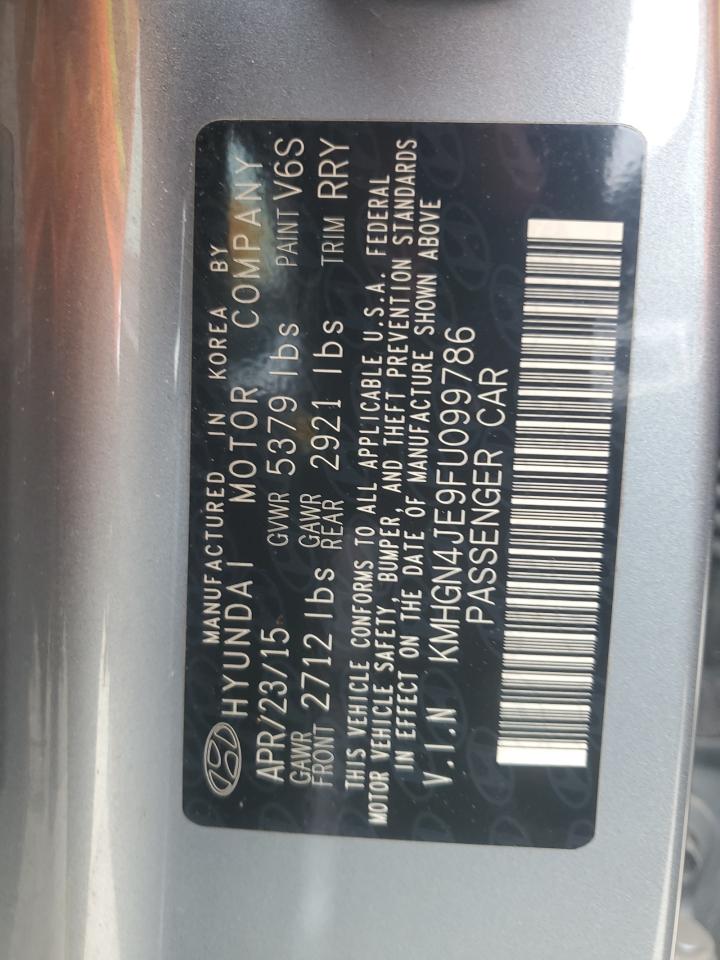 MANUFACTURED IN KOREA BY
HYUNDAI MOTOR COMPANY
APR/23/15 GVWR 5379 lbs PAINT V6S
GAWR FRONT 2712 lbs GAWR REAR 2921 lbs TRIM RRY
THIS VEHICLE CONFORMS TO ALL APPLICABLE U.S.A. FEDERAL
MOTOR VEHICLE SAFETY, BUMPER, AND THEFT PREVENTION STANDARDS
IN EFFECT ON THE DATE OF MANUFACTURE SHOWN ABOVE
V.I.N KMHGN4JE9FU099786
PASSENGER CAR